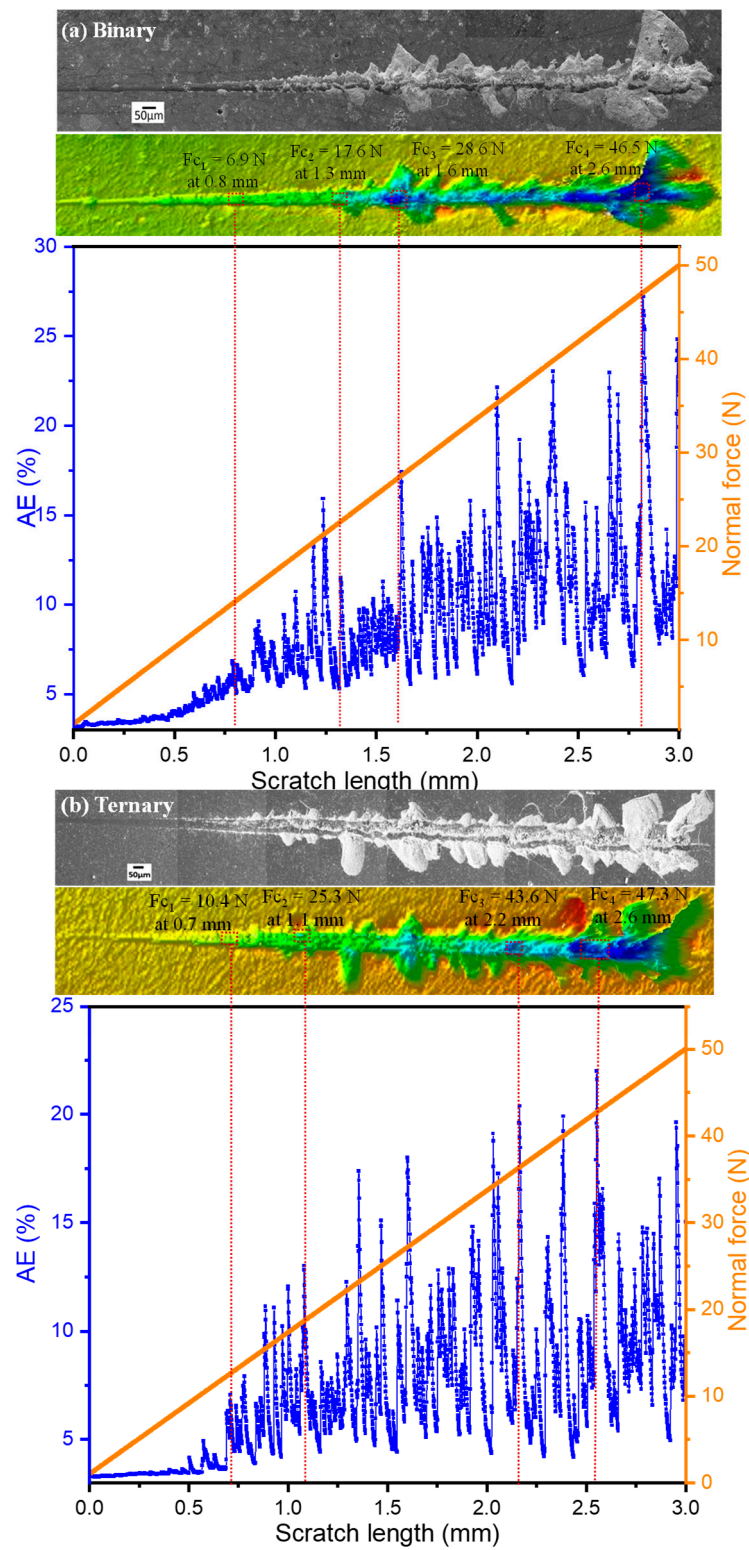 (a) Binary
50μm
Fc₁ = 6.9 N
at 0.8 mm
Fc₂ = 17.6 N
at 1.3 mm
Fc₃ = 28.6 N
at 1.6 mm
Fc₄ = 46.5 N
at 2.6 mm
30
25
20
15
10
5
AE (%)
50
40
30
20
10
Normal force (N)
0.0 0.5 1.0 1.5 2.0 2.5 3.0
Scratch length (mm)
(b) Ternary
50μm
Fc₁ = 10.4 N
at 0.7 mm
Fc₂ = 25.3 N
at 1.1 mm
Fc₃ = 43.6 N
at 2.2 mm
Fc₄ = 47.3 N
at 2.6 mm
25
20
15
10
5
AE (%)
50
40
30
20
10
0
Normal force (N)
0.0 0.5 1.0 1.5 2.0 2.5 3.0
Scratch length (mm)